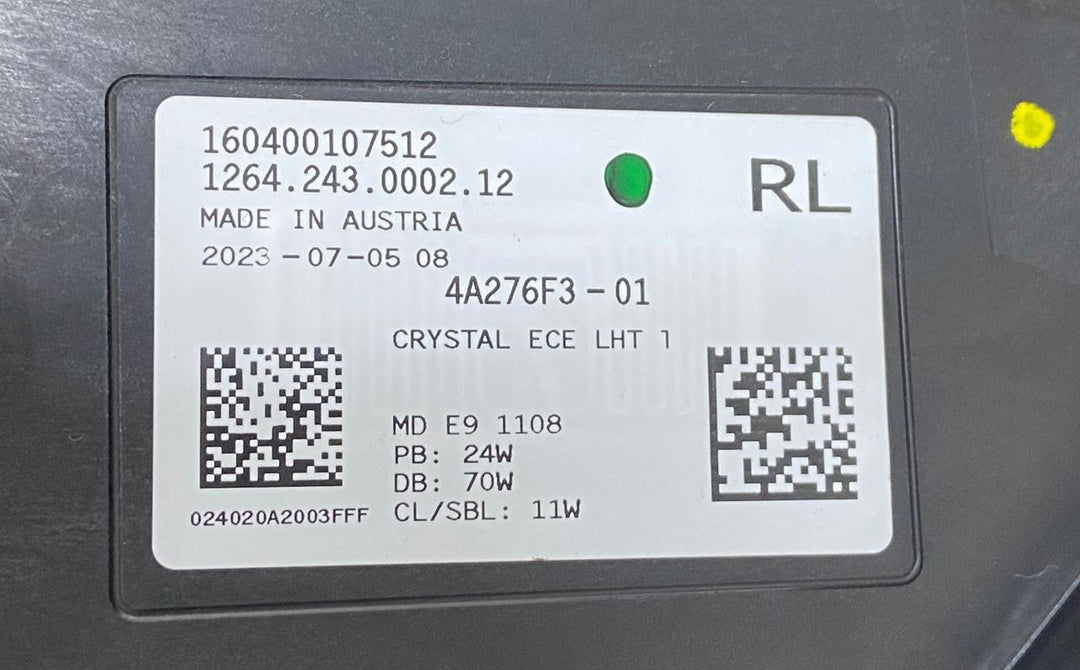 160400107512
1264.243.0002.12
RL
MADE IN AUSTRIA
2023-07-05 08
4A276F3-01
CRYSTAL ECE LHT 1
MD E9 1108
PB: 24W
DB: 70W
CL/SBL: 11W
024020A2003FFF